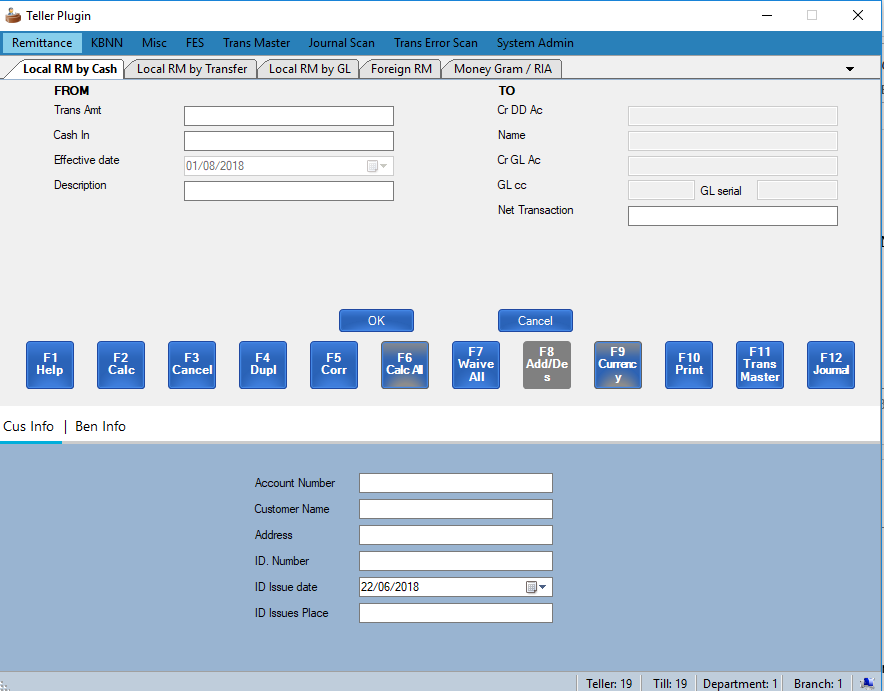 Teller Plugin
Remittance KBNN Misc FES Trans Master Journal Scan Trans Error Scan System Admin
Local RM by Cash Local RM by Transfer Local RM by GL Foreign RM Money Gram / RIA
FROM TO
Trans Amt Cr DD Ac
Cash In Name
Effective date 01/08/2018 Cr GL Ac
Description GL cc GL serial
Net Transaction
OK Cancel
F1 Help
F2 Calc
F3 Cancel
F4 Dupl
F5 Corr
F6 Calc All
F7 Waive All
F8 Add/De s
F9 Currenc y
F10 Print
F11 Trans Master
F12 Journal
Cus Info | Ben Info
Account Number
Customer Name
Address
ID. Number
ID Issue date 22/06/2018
ID Issues Place
Teller: 19 Till: 19 Department: 1 Branch: 1